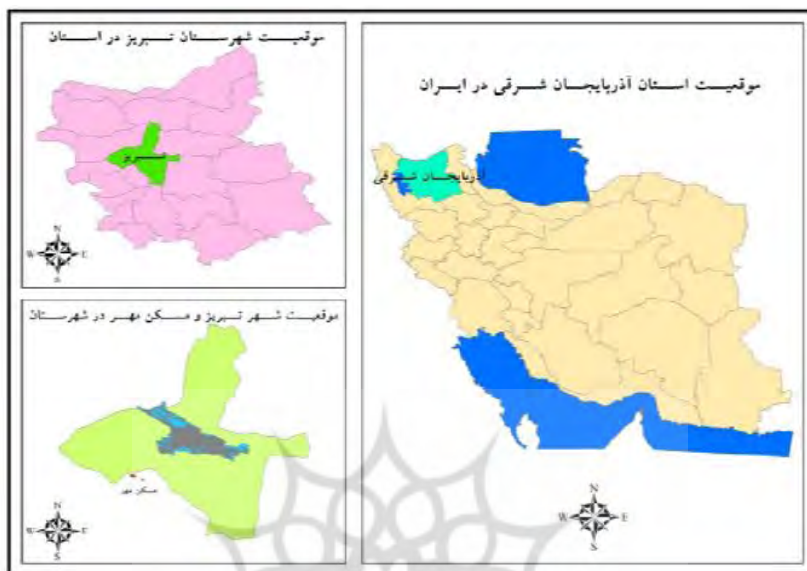 موقعیت شهرستان تبریز در استان
تبریز
N
W E
S
موقعیت استان آذربایجان شرقی در ایران
آذربایجان شرقی
N
W E
S
موقعیت شهر تبریز و مسکن مهر در شهرستان
مسکن مهر
N
W E
S